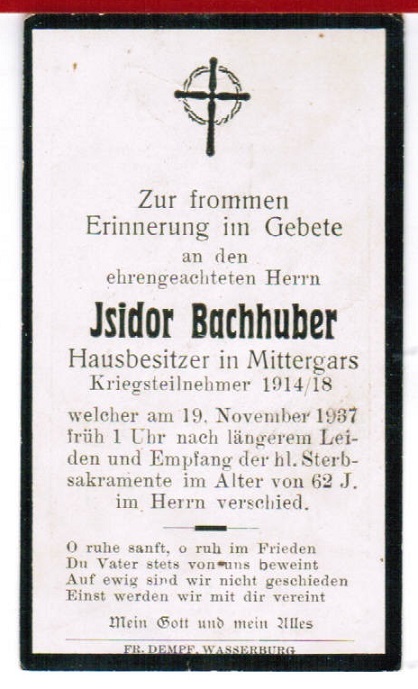 Zur frommen
Erinnerung im Gebete
an den
ehrengeachteten Herrn
Jsidor Bachhuber
Hausbesitzer in Mittergars
Kriegsteilnehmer 1914/18
welcher am 19. November 1937
früh 1 Uhr nach längerem Lei-
den und Empfang der hl. Sterb-
sakramente im Alter von 62 J.
im Herrn verschied.
O ruhe sanft, o ruh im Frieden
Du Vater stets von uns beweint
Auf ewig sind wir nicht geschieden
Einst werden wir mit dir vereint
Mein Gott und mein Alles
FR. DEMPF, WASSERBURG